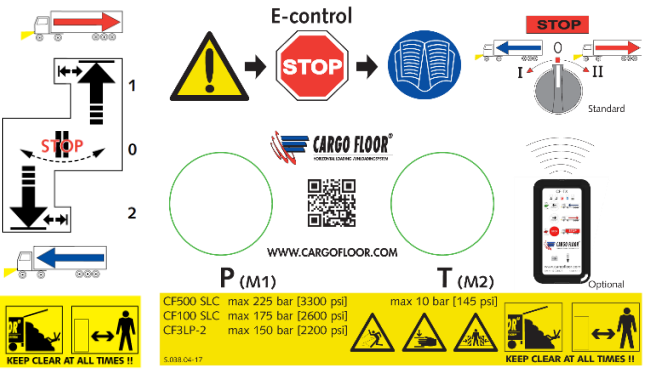 E-control
STOP
STOP
O
I
II
Standard
1
STOP
0
2
CARGO FLOOR®
HORIZONTAL LOADING / UNLOADING SYSTEM
WWW.CARGOFLOOR.COM
CARGO FLOOR
Optional
P (M1)
T (M2)
CF500 SLC max 225 bar [3300 psi]
CF100 SLC max 175 bar [2600 psi]
CF3LP-2 max 150 bar [2200 psi]
max 10 bar [145 psi]
S.038.04-17
KEEP CLEAR AT ALL TIMES !!
KEEP CLEAR AT ALL TIMES !!